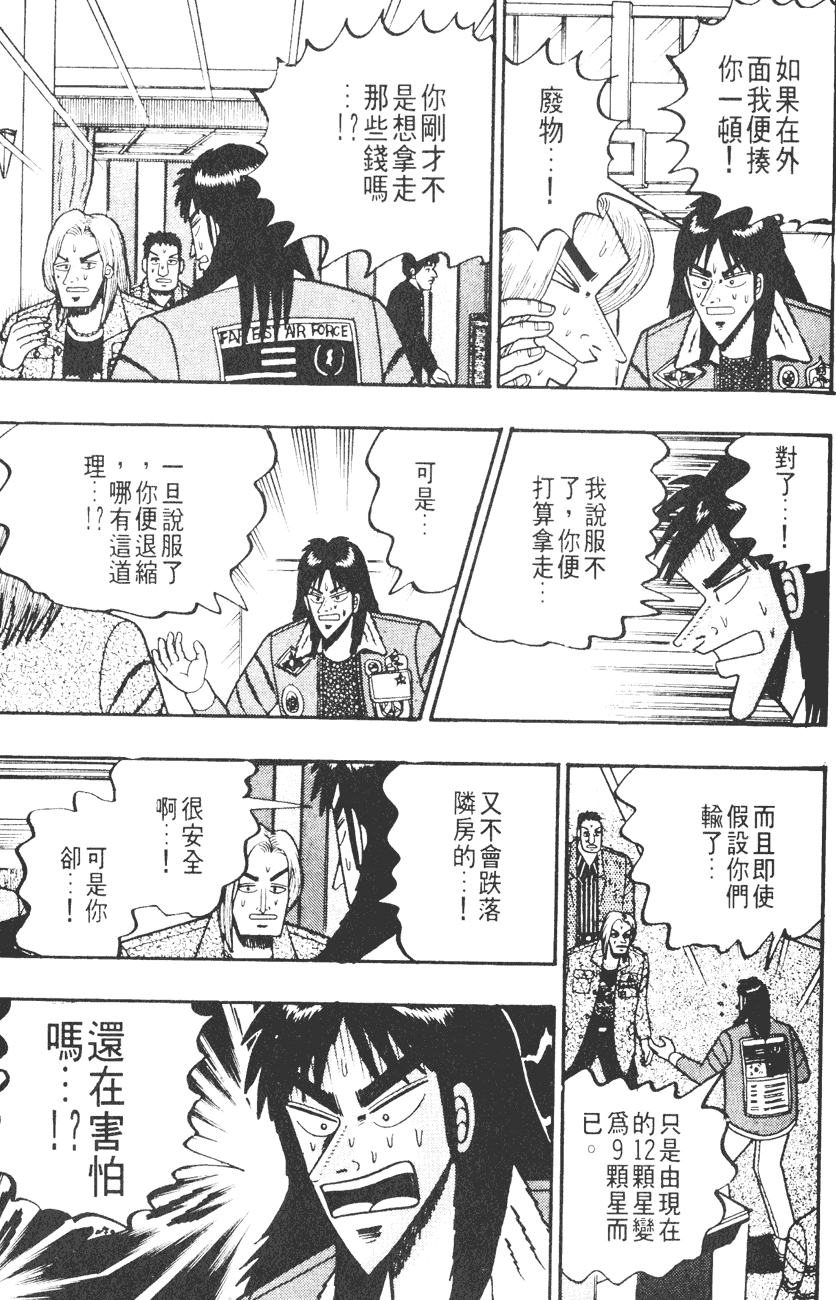 如果在外
面我便揍
你一頓！
廢物…！
你剛才不
是想拿走
那些錢嗎
…!?
FAR EAST AIR FORCE
對了…！
我說服不
了，你便
打算拿走…
可是…
一旦說服了
，你便退縮
，哪有這道
理…!?
而且即使
假設你們
輸了…
只是由現在
的12顆星變
爲9顆星而
已。
又不會跌落
隣房的…！
很安全
啊…！
可是你
卻…！
還在害怕
嗎…!?